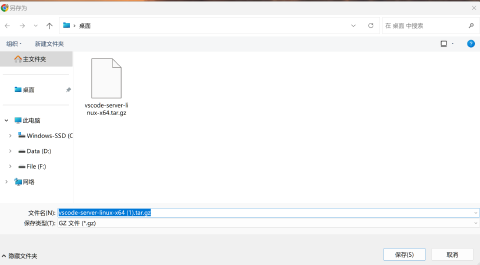 另存为
桌面
在 桌面 中搜索
组织
新建文件夹
主文件夹
桌面
此电脑
Windows-SSD (C
Data (D:)
File (F:)
网络
vscode-server-li
nux-x64.tar.gz
文件名(N): vscode-server-linux-x64 (1).tar.gz
保存类型(T): GZ 文件 (*.gz)
隐藏文件夹
保存(S)
取消